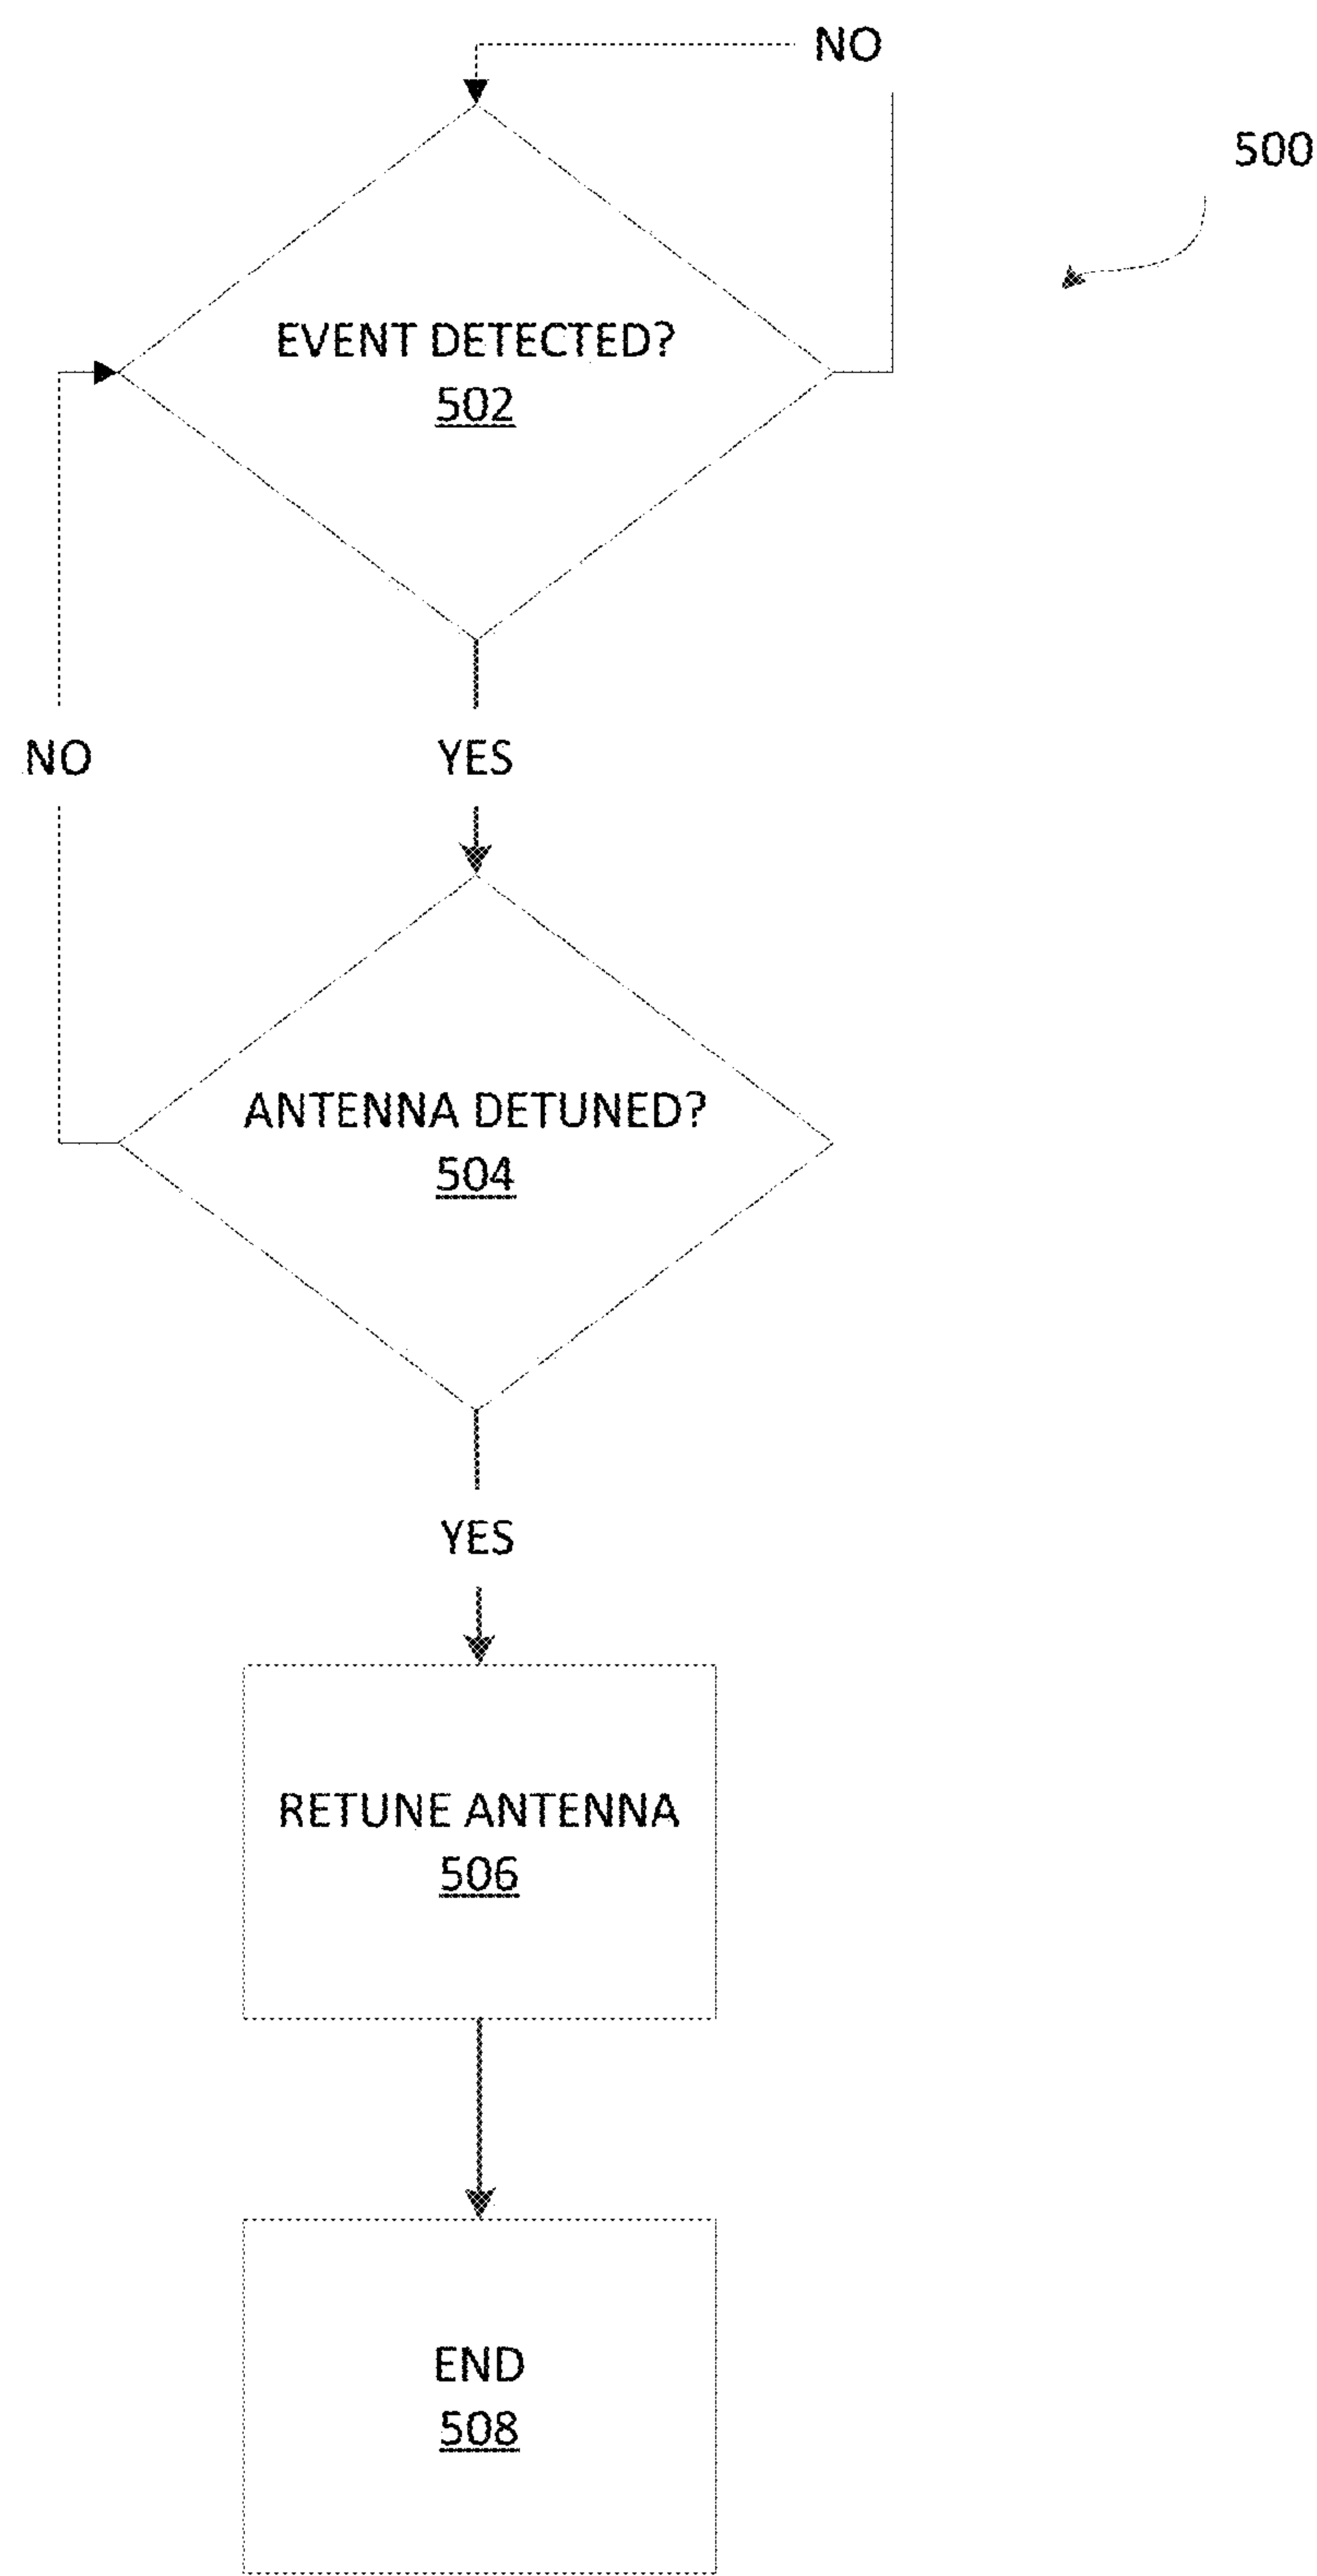 NO
500
EVENT DETECTED?
502
NO
YES
ANTENNA DETUNED?
504
YES
RETUNE ANTENNA
506
END
508